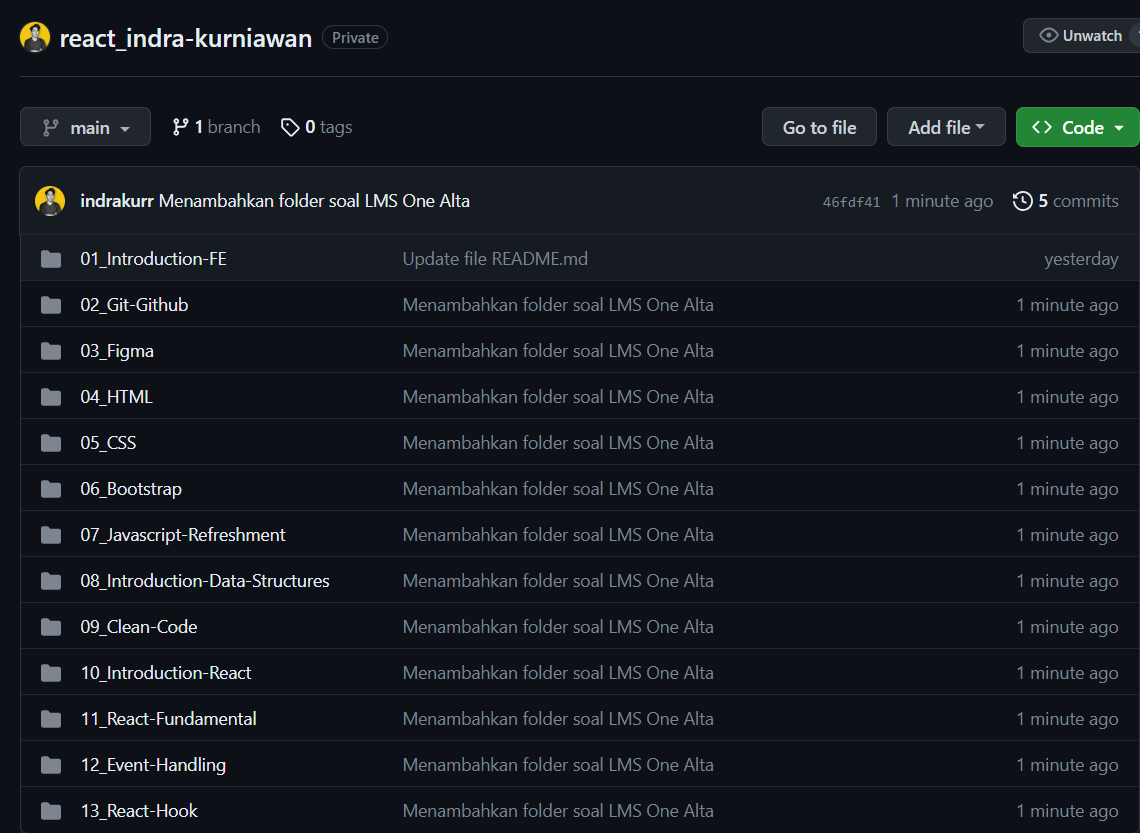 react_indra-kurniawan Private Unwatch
main 1 branch 0 tags Go to file Add file Code
indrakurr Menambahkan folder soal LMS One Alta 46fdf41 1 minute ago 5 commits
01_Introduction-FE Update file README.md yesterday
02_Git-Github Menambahkan folder soal LMS One Alta 1 minute ago
03_Figma Menambahkan folder soal LMS One Alta 1 minute ago
04_HTML Menambahkan folder soal LMS One Alta 1 minute ago
05_CSS Menambahkan folder soal LMS One Alta 1 minute ago
06_Bootstrap Menambahkan folder soal LMS One Alta 1 minute ago
07_Javascript-Refreshment Menambahkan folder soal LMS One Alta 1 minute ago
08_Introduction-Data-Structures Menambahkan folder soal LMS One Alta 1 minute ago
09_Clean-Code Menambahkan folder soal LMS One Alta 1 minute ago
10_Introduction-React Menambahkan folder soal LMS One Alta 1 minute ago
11_React-Fundamental Menambahkan folder soal LMS One Alta 1 minute ago
12_Event-Handling Menambahkan folder soal LMS One Alta 1 minute ago
13_React-Hook Menambahkan folder soal LMS One Alta 1 minute ago